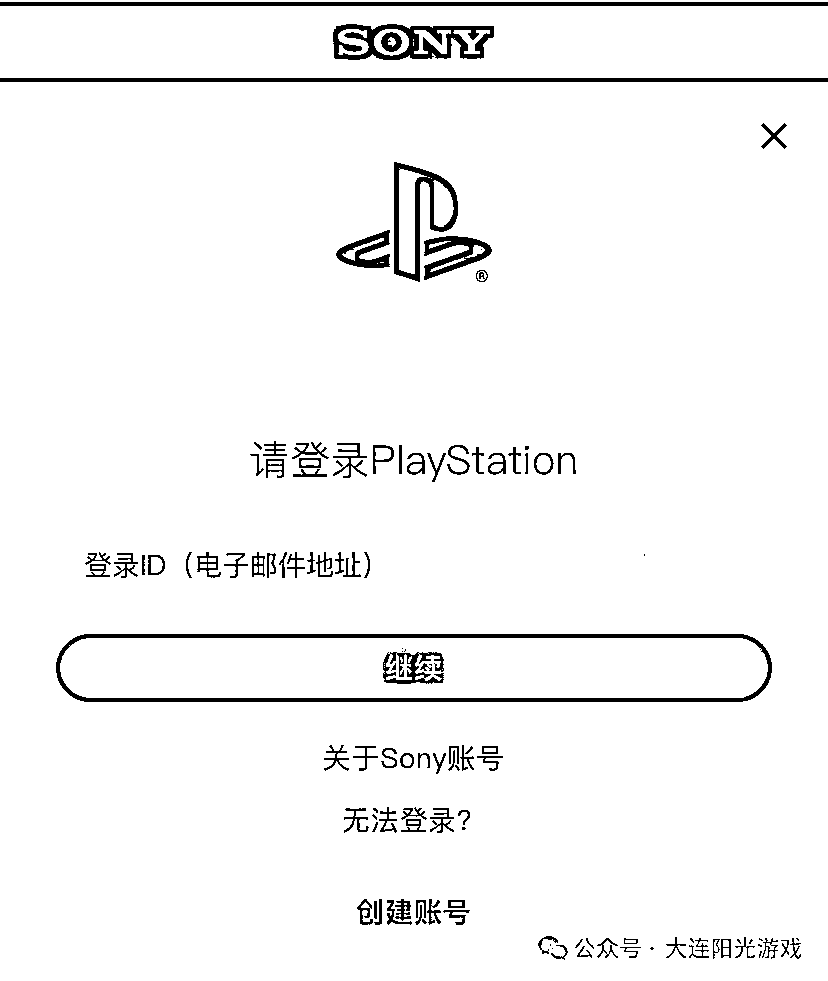 SONY
®
请登录PlayStation
登录ID（电子邮件地址）
继续
关于Sony账号
无法登录?
创建账号
公众号 · 大连阳光游戏